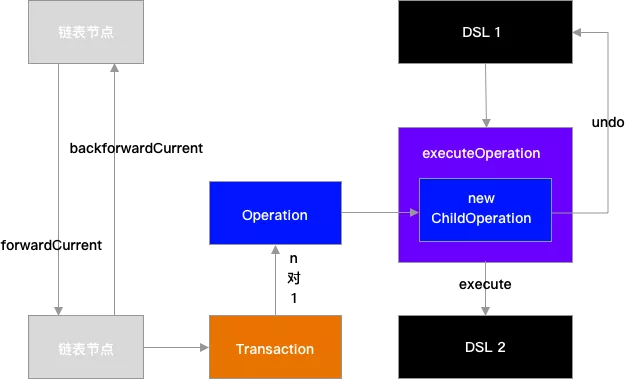 链表节点
DSL 1
undo
backforwardCurrent
executeOperation
new
ChildOperation
Operation
forwardCurrent
n
对
1
execute
链表节点
Transaction
DSL 2